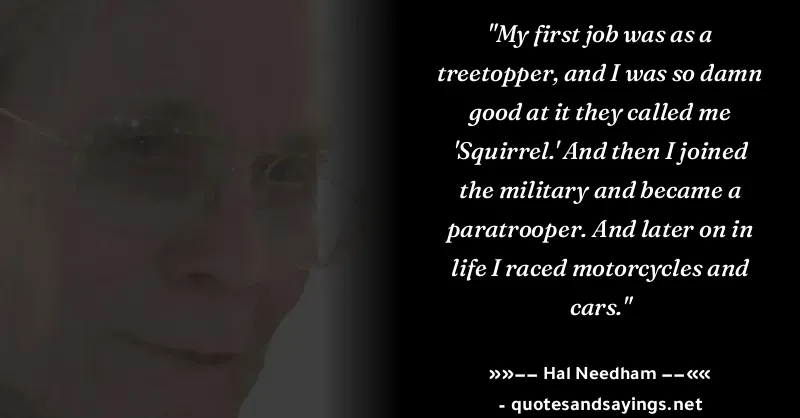 "My first job was as a
treetopper, and I was so damn
good at it they called me
'Squirrel.' And then I joined
the military and became a
paratrooper. And later on in
life I raced motorcycles and
cars."
»»–– Hal Needham ––««
- quotesandsayings.net